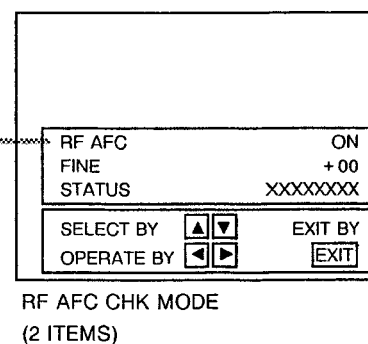 RF AFC ON
FINE +00
STATUS XXXXXXXX
SELECT BY ▲ ▼ EXIT BY
OPERATE BY ◀ ▶ EXIT
RF AFC CHK MODE
(2 ITEMS)